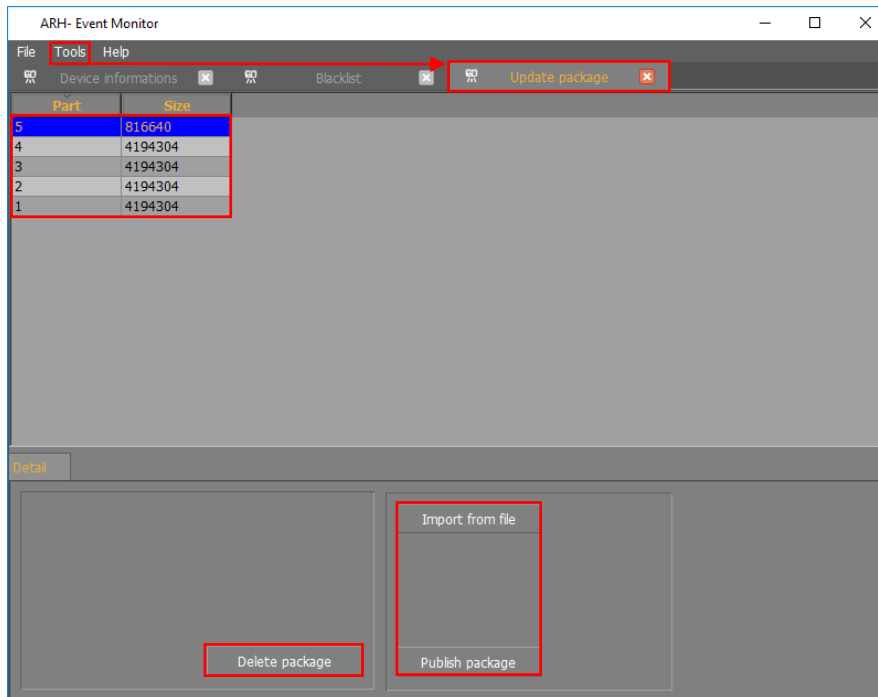 ARH- Event Monitor
File Tools Help
Device informations Blacklist Update package
Part Size
5 816640
4 4194304
3 4194304
2 4194304
1 4194304
Detail
Import from file
Delete package Publish package